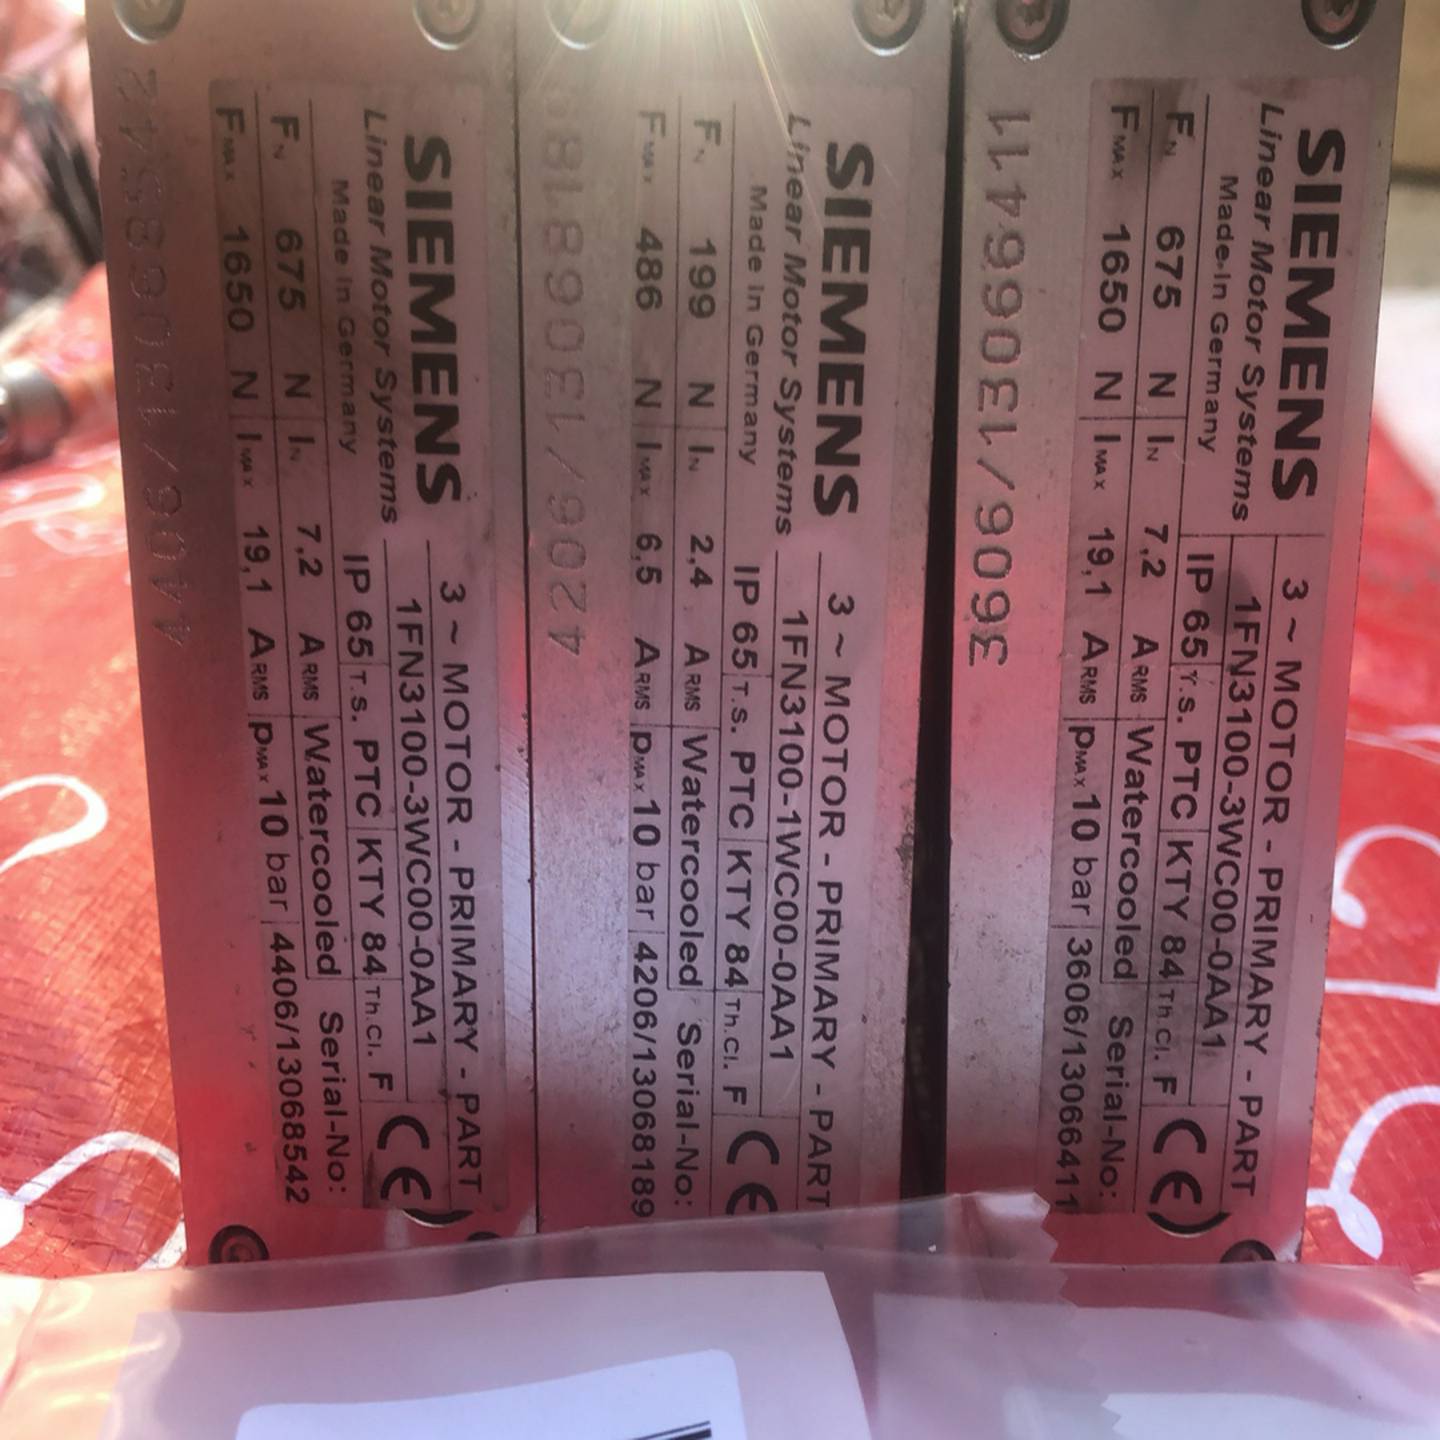 SIEMENS 3 ~ MOTOR - PRIMARY - PART
Linear Motor Systems 1FN3100-3WC00-0AA1
Made in Germany IP 65 T.S. PTC KTY 84 Th.Cl. F CE
FN 675 N IN 7,2 ARMS Watercooled Serial-No:
FMAX 1650 N IMAX 19,1 ARMS pMAX 10 bar 4406/13068542
4406/13068542
SIEMENS 3 ~ MOTOR - PRIMARY - PART
Linear Motor Systems 1FN3100-1WC00-0AA1
Made in Germany IP 65 T.S. PTC KTY 84 Th.Cl. F CE
FN 199 N IN 2,4 ARMS Watercooled Serial-No:
FMAX 486 N IMAX 6,5 ARMS pMAX 10 bar 4206/13068189
4206/1306818
SIEMENS 3 ~ MOTOR - PRIMARY - PART
Linear Motor Systems 1FN3100-3WC00-0AA1
Made in Germany IP 65 T.S. PTC KTY 84 Th.Cl. F CE
FN 675 N IN 7,2 ARMS Watercooled Serial-No:
FMAX 1650 N IMAX 19,1 ARMS pMAX 10 bar 3606/13066411
3606/13066411